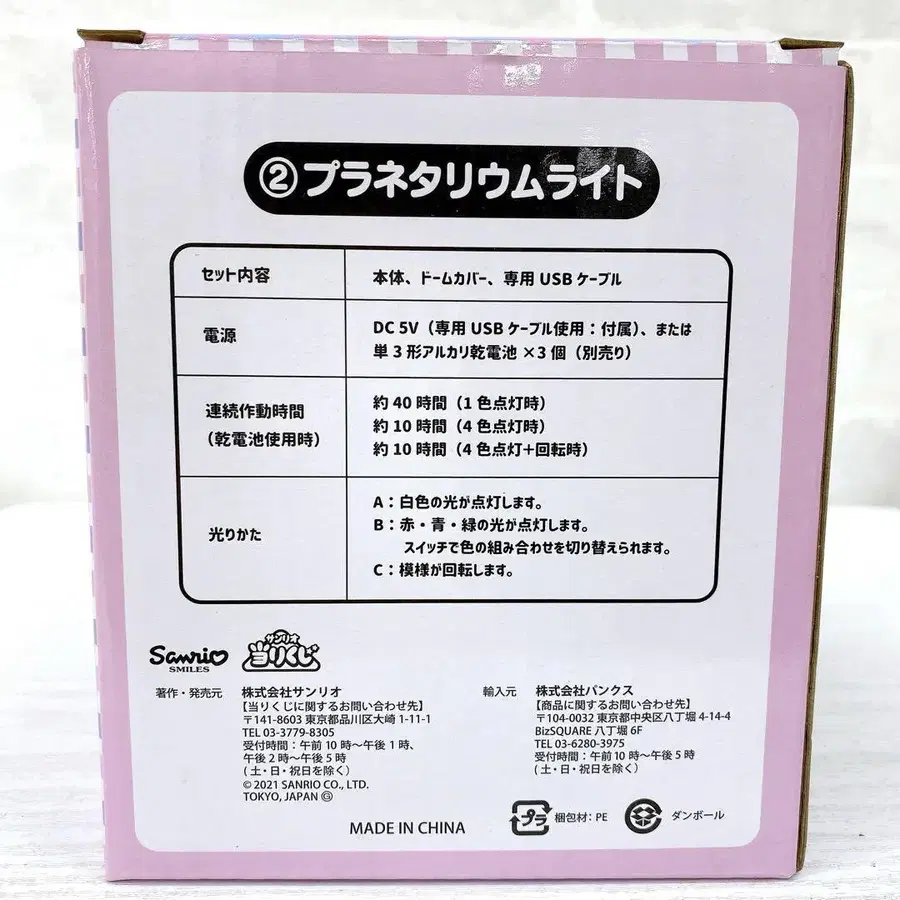 ②プラネタリウムライト
セット内容
本体、ドームカバー、専用 USB ケーブル
電源
DC 5V（専用 USB ケーブル使用：付属）、または
単３形アルカリ乾電池 ×３個（別売り）
連続作動時間
（乾電池使用時）
約 40 時間（１色点灯時）
約 10 時間（４色点灯時）
約 10 時間（４色点灯＋回転時）
光りかた
A：白色の光が点灯します。
B：赤・青・緑の光が点灯します。
スイッチで色の組み合わせを切り替えられます。
C：模様が回転します。
Sanrio
SMILES
サンリオ
当りくじ
著作・発売元
株式会社サンリオ
【当りくじに関するお問い合わせ先】
〒141-8603 東京都品川区大崎 1-11-1
TEL 03-3779-8305
受付時間：午前 10 時〜午後 1 時、
午後 2 時〜午後 5 時
（土・日・祝日を除く）
© 2021 SANRIO CO., LTD.
TOKYO, JAPAN Ⓖ
輸入元
株式会社バンクス
【商品に関するお問い合わせ先】
〒104-0032 東京都中央区八丁堀 4-14-4
BizSQUARE 八丁堀 6F
TEL 03-6280-3975
受付時間：午前 10 時〜午後 5 時
（土・日・祝日を除く）
MADE IN CHINA
プラ
梱包材：PE
ダンボール